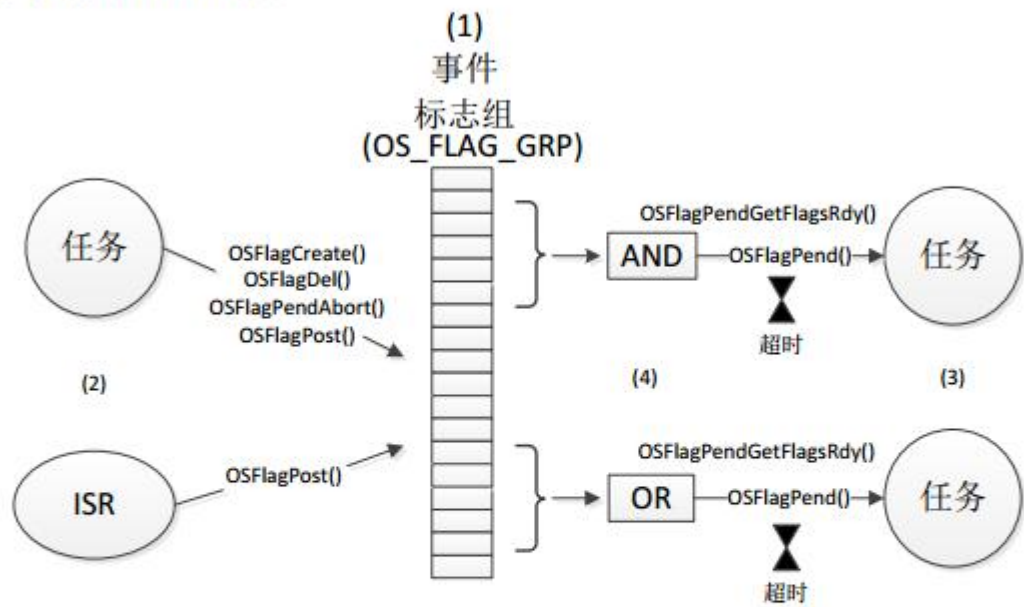 (1)
事件
标志组
(OS_FLAG_GRP)
任务
OSFlagCreate()
OSFlagDel()
OSFlagPendAbort()
OSFlagPost()
(2)
ISR
OSFlagPost()
OSFlagPendGetFlagsRdy()
AND
OSFlagPend()
任务
超时
(4)
(3)
OSFlagPendGetFlagsRdy()
OR
OSFlagPend()
任务
超时